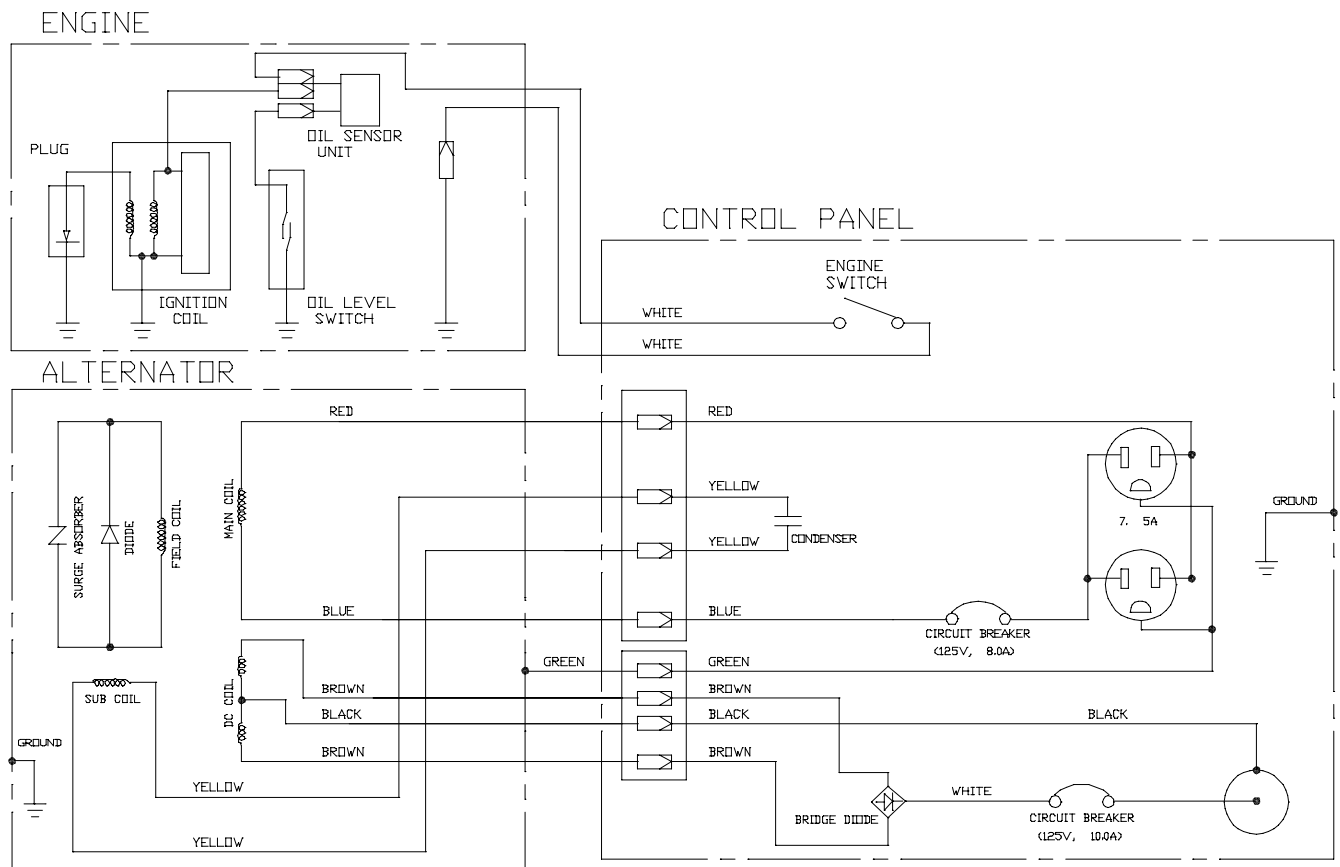 ENGINE
PLUG
OIL SENSOR
UNIT
IGNITION
COIL
OIL LEVEL
SWITCH
CONTROL PANEL
ENGINE
SWITCH
WHITE
WHITE
ALTERNATOR
RED
RED
SURGE ABSORBER
DIODE
FIELD COIL
MAIN COIL
YELLOW
YELLOW
CONDENSER
7. 5A
GROUND
BLUE
BLUE
CIRCUIT BREAKER
(125V, 8.0A)
GREEN
GREEN
SUB COIL
DC COIL
BROWN
BROWN
BLACK
BLACK
BLACK
GROUND
BROWN
BROWN
YELLOW
WHITE
BRIDGE DIODE
CIRCUIT BREAKER
(125V, 10.0A)
YELLOW